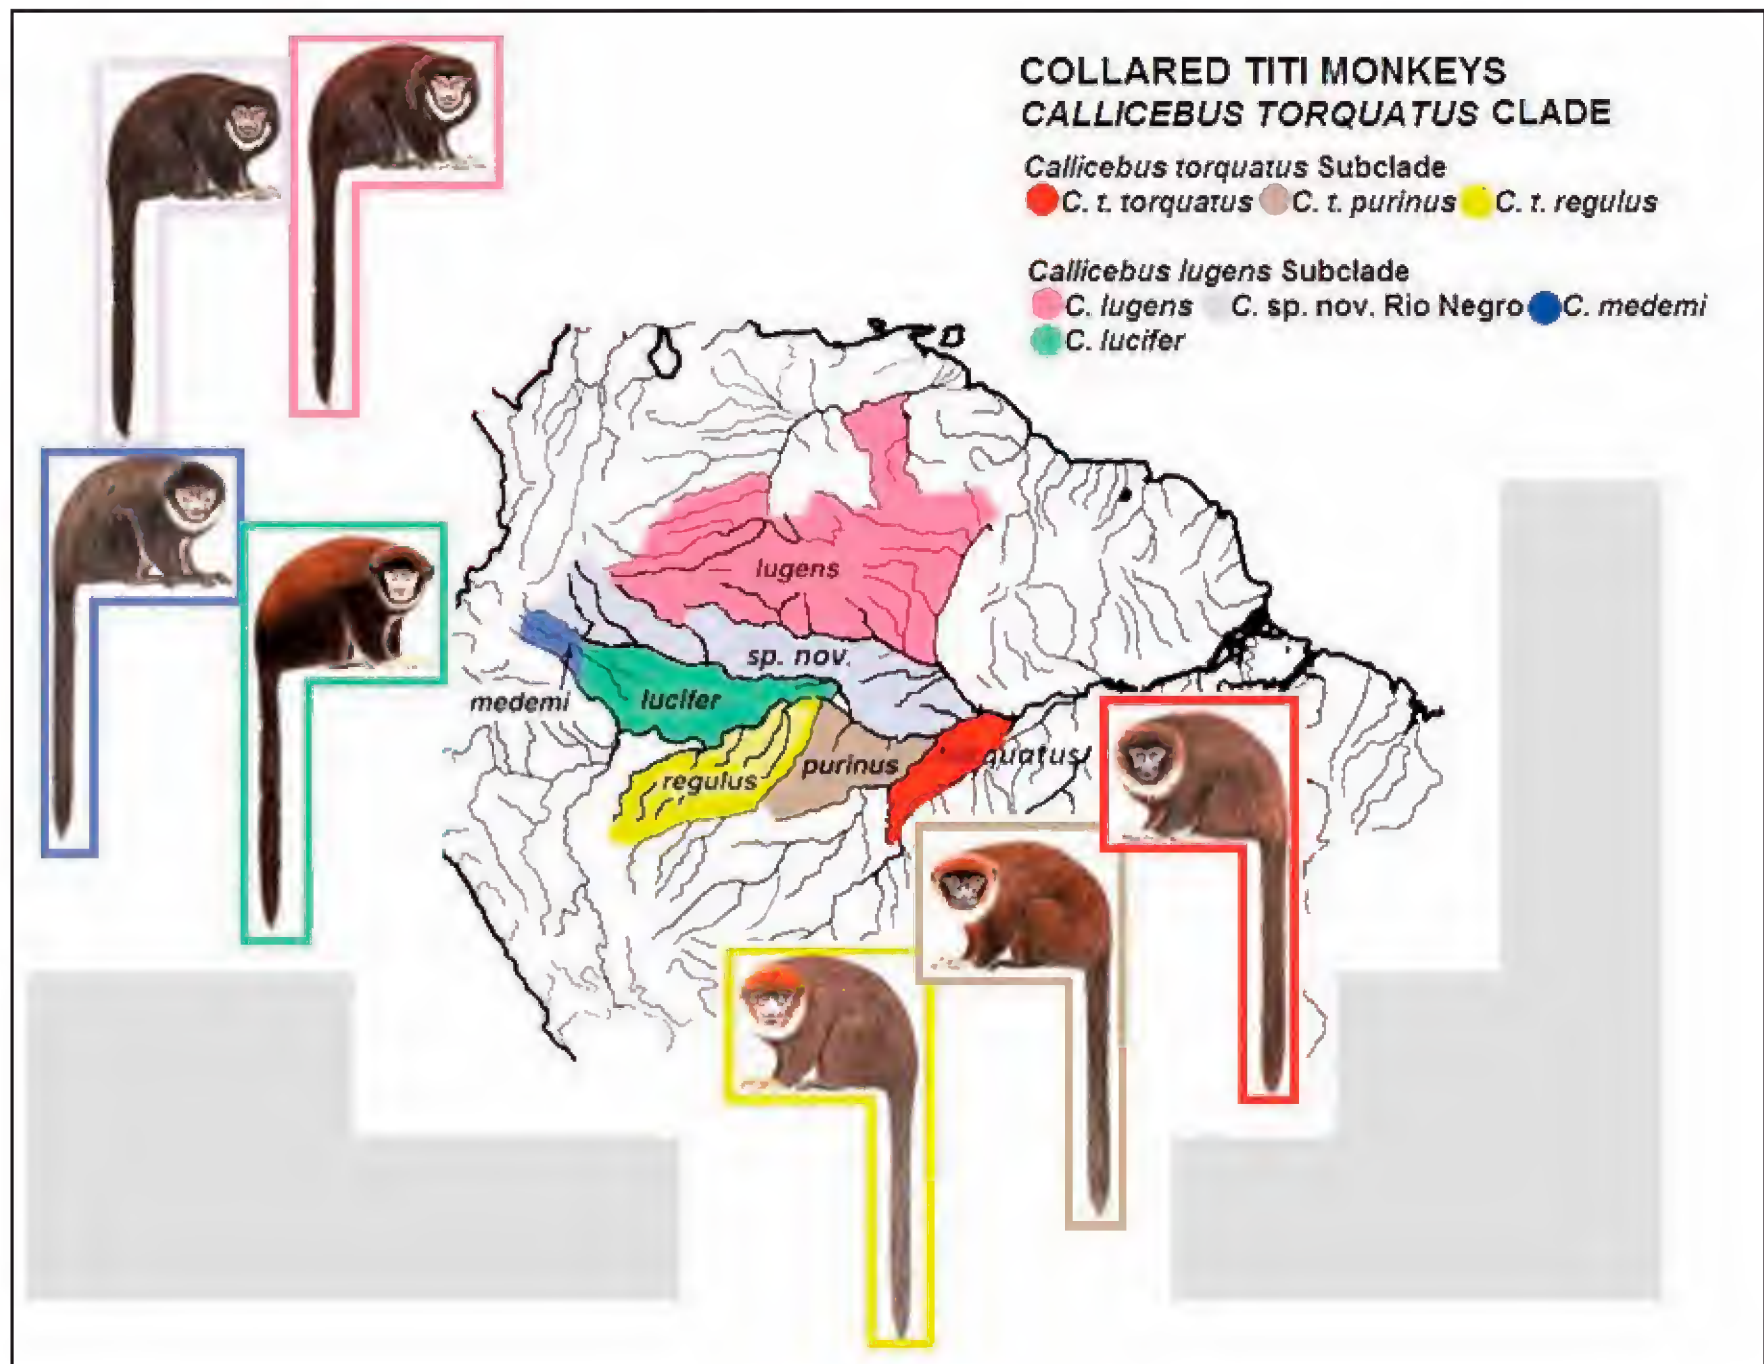 COLLARED TITI MONKEYS
CALLICEBUS TORQUATUS CLADE
Callicebus torquatus Subclade
C. t. torquatus C. t. purinus C. t. regulus
Callicebus lugens Subclade
C. lugens C. sp. nov. Rio Negro C. medemi
C. lucifer
lugens
sp. nov.
medemi
lucifer
regulus
purinus
quatus